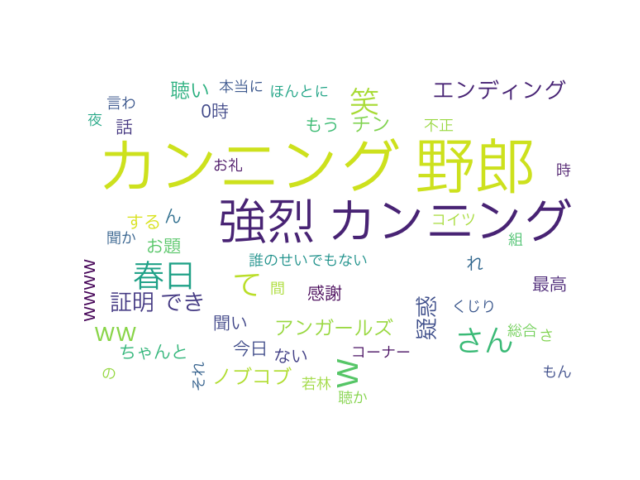 聴い
本当に
ほんとに
笑
エンディング
言わ
0時
夜
話
もう
チン
不正
カンニング 野郎
お礼
時
強烈 カンニング
する
ん
コイツ
聞か
お題
組
誰のせいでもない
れ
春日
て
間
感謝
最高
wwww
証明 でき
疑惑
くじり
ww
聞い
アンガールズ
さん
総合
さ
ちゃんと
今日
ない
コーナー
w
の
それ
ノブコブ
若林
もん
聴か